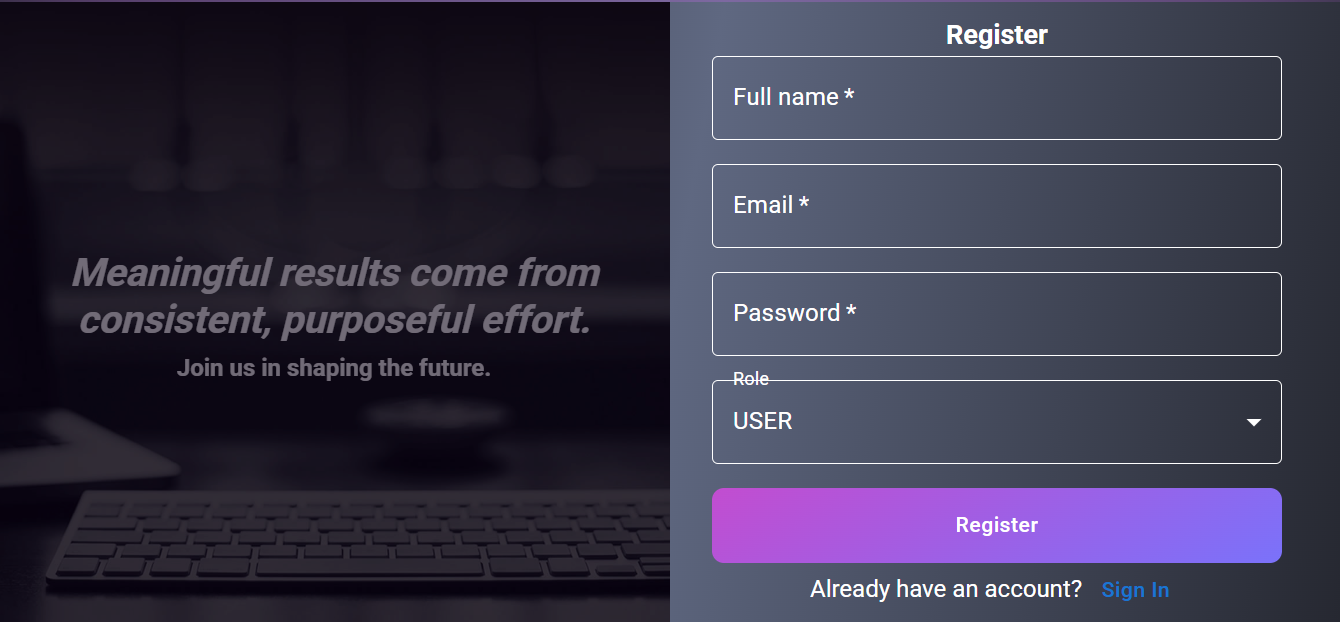 Meaningful results come from
consistent, purposeful effort.
Join us in shaping the future.
Register
Full name *
Email *
Password *
Role
USER
Register
Already have an account? Sign In